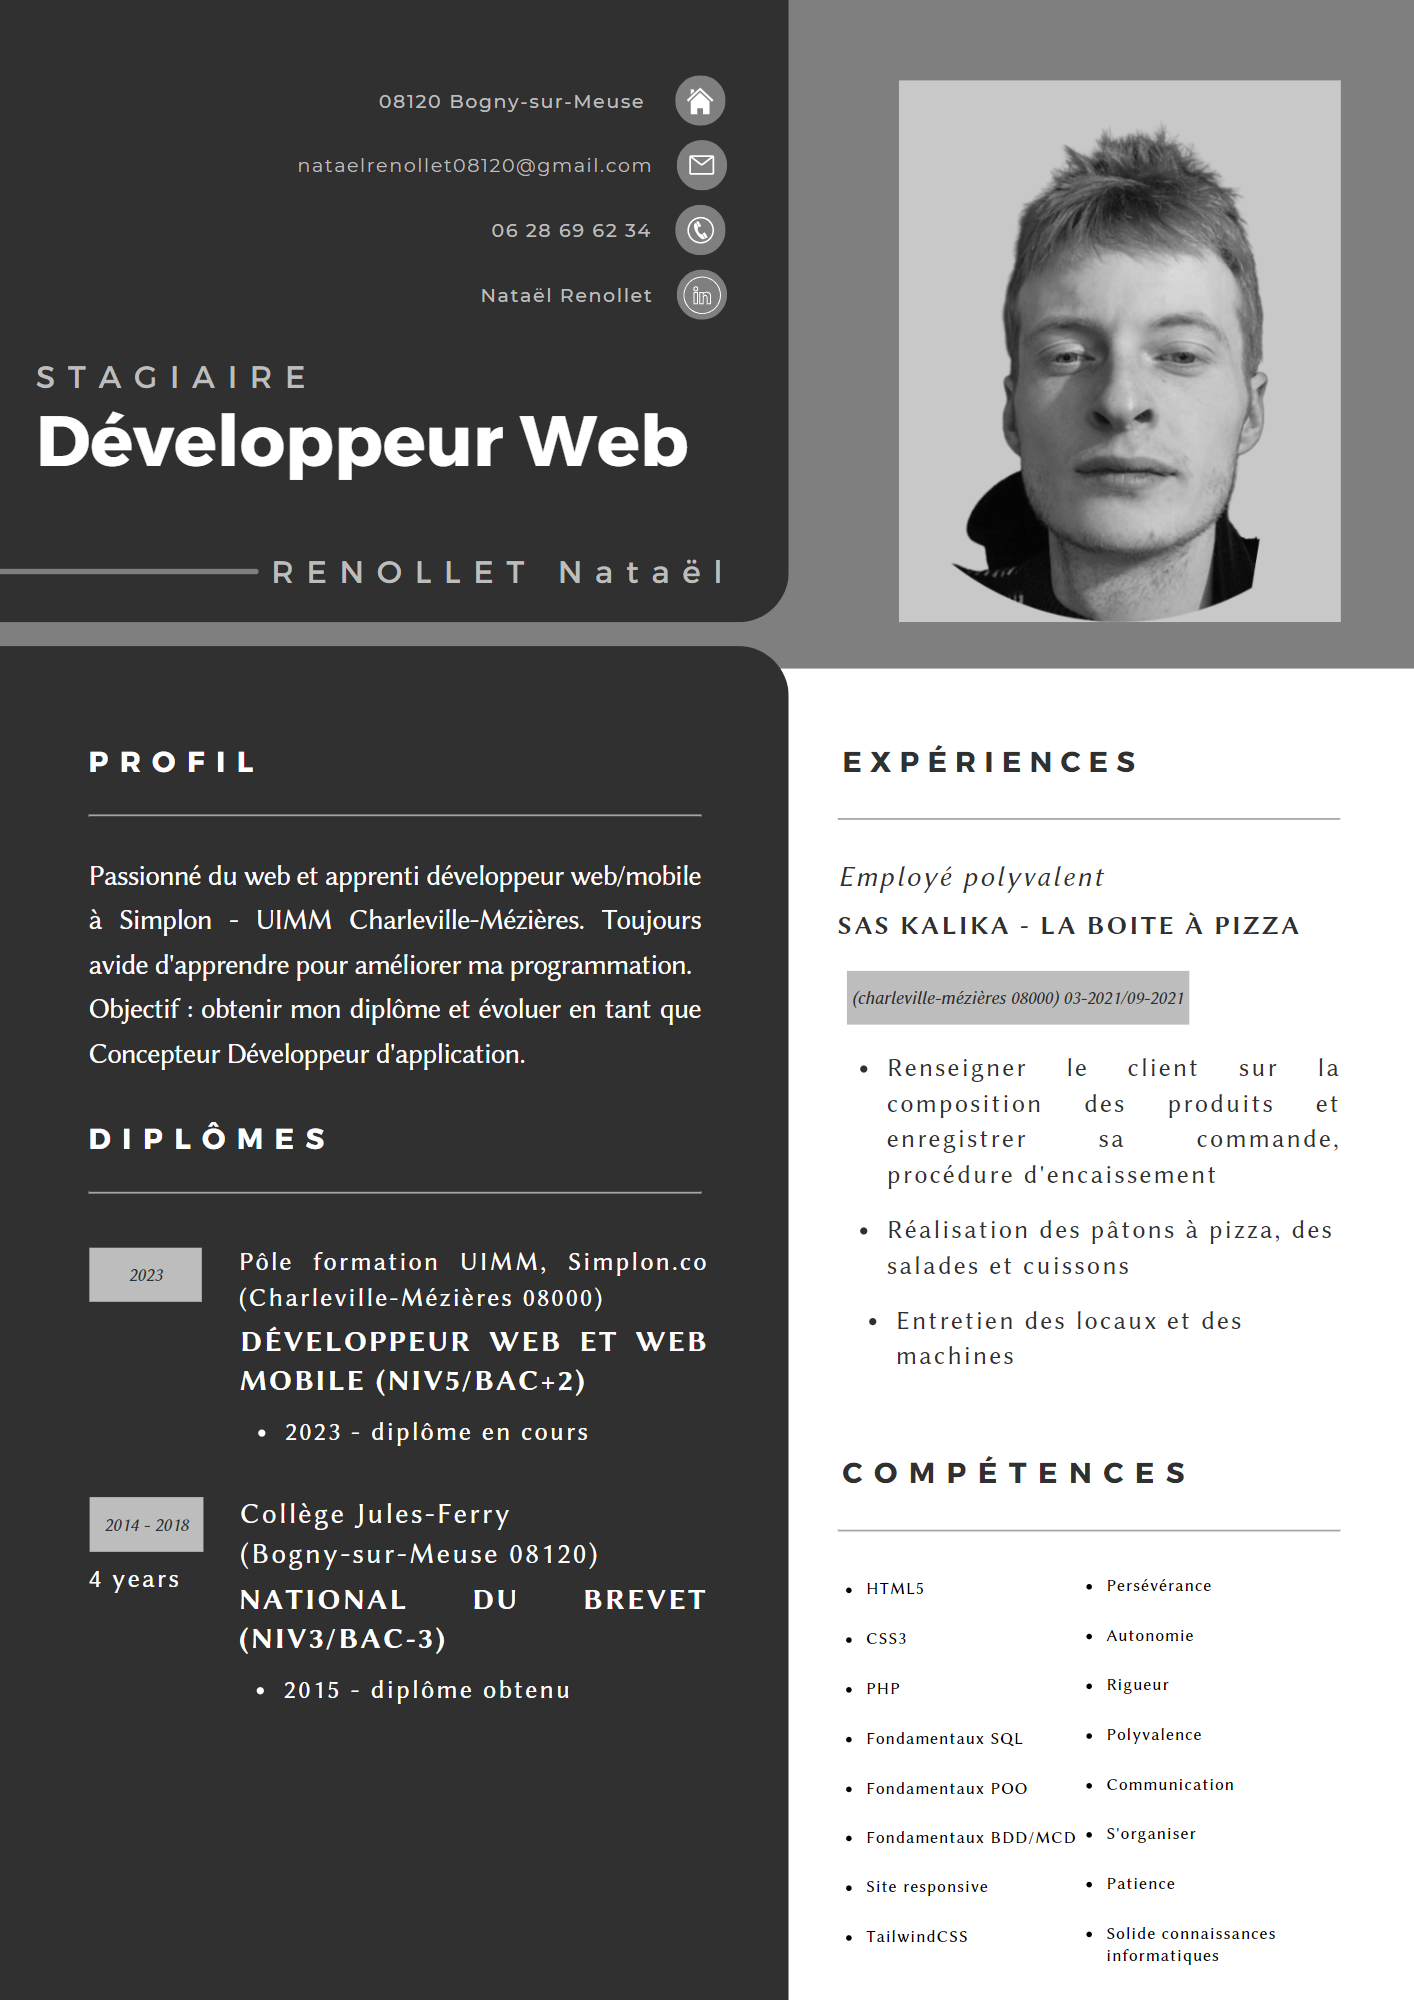 08120 Bogny-sur-Meuse
nataelrenollet08120@gmail.com
06 28 69 62 34
Nataël Renollet
in
STAGIAIRE
Développeur Web
RENOLLET Nataël
PROFIL
Passionné du web et apprenti développeur web/mobile
à Simplon - UIMM Charleville-Mézières. Toujours
avide d'apprendre pour améliorer ma programmation.
Objectif : obtenir mon diplôme et évoluer en tant que
Concepteur Développeur d'application.
DIPLÔMES
2023
Pôle formation UIMM, Simplon.co
(Charleville-Mézières 08000)
DÉVELOPPEUR WEB ET WEB
MOBILE (NIV5/BAC+2)
• 2023 - diplôme en cours
2014 - 2018
4 years
Collège Jules-Ferry
(Bogny-sur-Meuse 08120)
NATIONAL DU BREVET
(NIV3/BAC-3)
• 2015 - diplôme obtenu
EXPÉRIENCES
Employé polyvalent
SAS KALIKA - LA BOITE À PIZZA
(charleville-mézières 08000) 03-2021/09-2021
• Renseigner le client sur la
composition des produits et
enregistrer sa commande,
procédure d'encaissement
• Réalisation des pâtons à pizza, des
salades et cuissons
• Entretien des locaux et des
machines
COMPÉTENCES
• HTML5
• CSS3
• PHP
• Fondamentaux SQL
• Fondamentaux POO
• Fondamentaux BDD/MCD
• Site responsive
• TailwindCSS
• Persévérance
• Autonomie
• Rigueur
• Polyvalence
• Communication
• S'organiser
• Patience
• Solide connaissances
informatiques